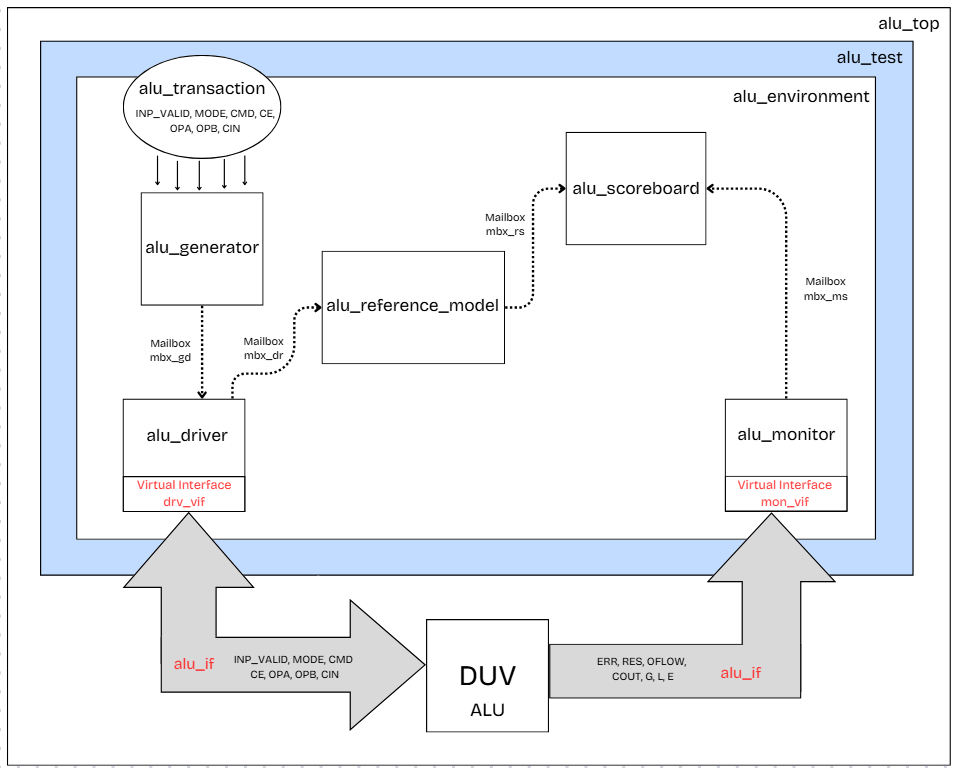 alu_top
alu_test
alu_environment
alu_transaction
INP_VALID, MODE, CMD, CE,
OPA, OPB, CIN
alu_generator
alu_scoreboard
Mailbox
mbx_rs
alu_reference_model
Mailbox
mbx_ms
Mailbox
mbx_gd
Mailbox
mbx_dr
alu_driver
Virtual Interface
drv_vif
alu_monitor
Virtual Interface
mon_vif
alu_if
INP_VALID, MODE, CMD
CE, OPA, OPB, CIN
DUV
ALU
ERR, RES, OFLOW,
COUT, G, L, E
alu_if